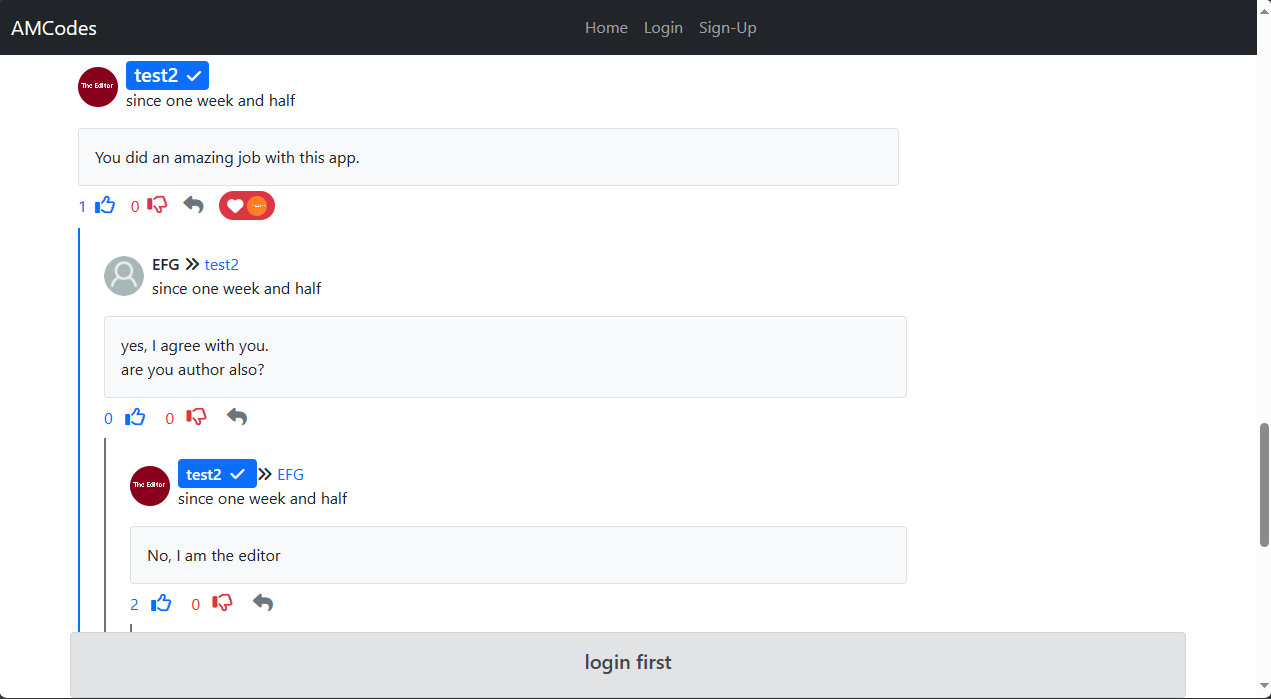 AMCodes Home Login Sign-Up
The Editor
test2
since one week and half
You did an amazing job with this app.
1 0
EFG test2
since one week and half
yes, I agree with you.
are you author also?
0 0
The Editor
test2 EFG
since one week and half
No, I am the editor
2 0
login first